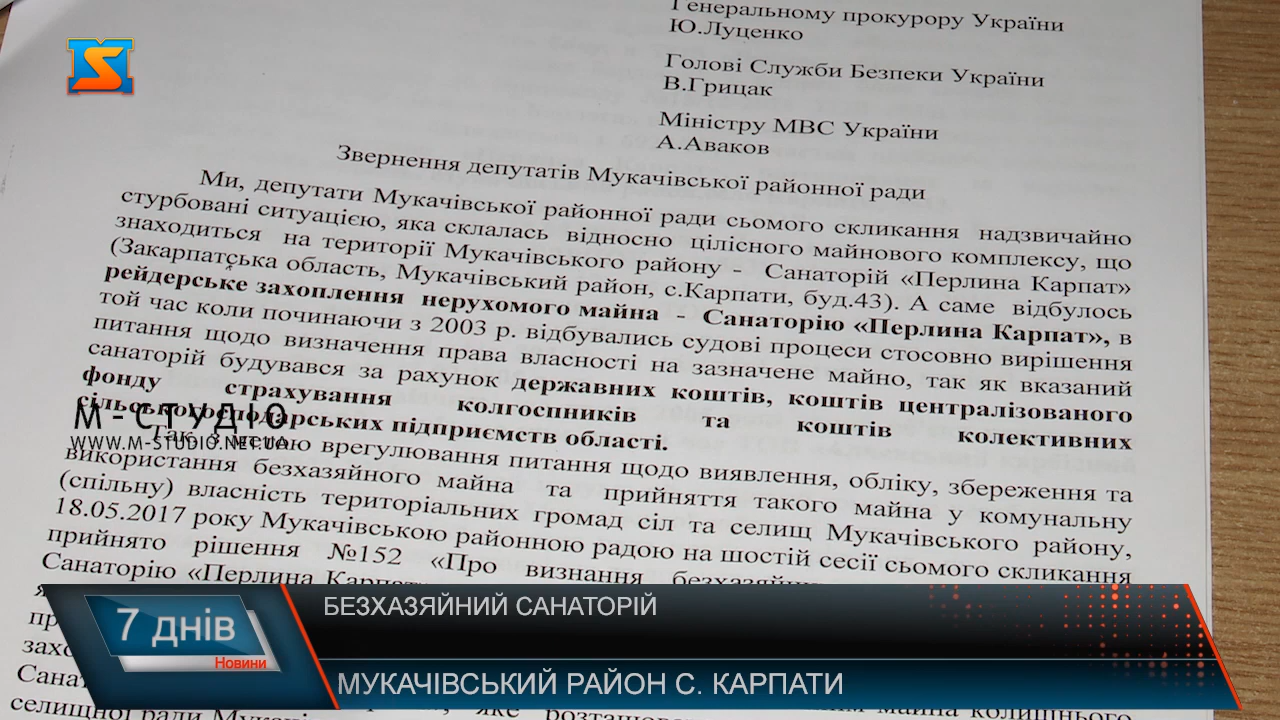 Генеральному прокурору України
Ю.Луценко
Голові Служби Безпеки України
В.Грицак
Міністру МВС України
А.Аваков
Звернення депутатів Мукачівської районної ради
Ми, депутати Мукачівської районної ради сьомого скликання надзвичайно
стурбовані ситуацією, яка склалась відносно цілісного майнового комплексу, що
знаходиться на території Мукачівського району - Санаторій «Перлина Карпат»
(Закарпатська область, Мукачівський район, с.Карпати, буд.43). А саме відбулось
рейдерське захоплення нерухомого майна - Санаторію «Перлина Карпат», в
той час коли починаючи з 2003 р. відбувались судові процеси стосовно вирішення
питання щодо визначення права власності на зазначене майно, так як вказаний
санаторій будувався за рахунок державних коштів, коштів централізованого
фонду страхування колгоспників та коштів колективних
сільськогосподарських підприємств області.
Так, з метою врегулювання питання щодо виявлення, обліку, збереження та
використання безхазяйного майна та прийняття такого майна у комунальну
(спільну) власність територіальних громад сіл та селищ Мукачівського району,
18.05.2017 року Мукачівською районною радою на шостій сесії сьомого скликання
прийнято рішення №152 «Про визнання
Санаторію «Перлина Карпат»
М-СТУДІО
WWW.M-STUDIO.NET.UA
7 днів
Новини
БЕЗХАЗЯЙНИЙ САНАТОРІЙ
МУКАЧІВСЬКИЙ РАЙОН С. КАРПАТИ